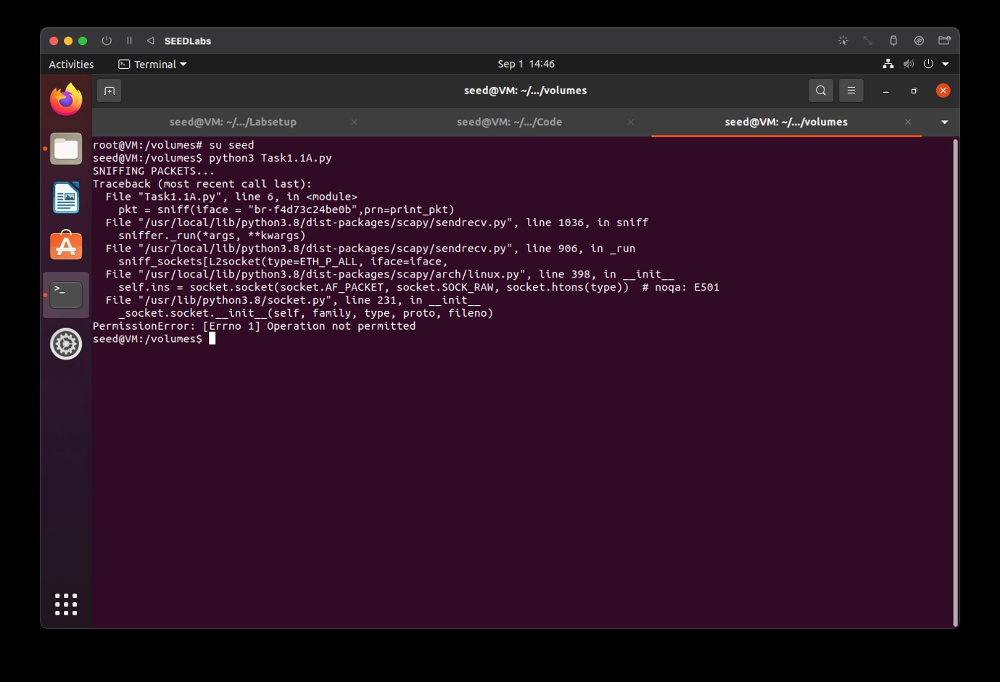 SEEDLabs
Activities
Terminal
Sep 1 14:46
seed@VM: ~/.../volumes
seed@VM: ~/.../Labsetup
seed@VM: ~/.../Code
seed@VM: ~/.../volumes
root@VM:/volumes# su seed
seed@VM:/volumes$ python3 Task1.1A.py
SNIFFING PACKETS...
Traceback (most recent call last):
  File "Task1.1A.py", line 6, in <module>
    pkt = sniff(iface = "br-f4d73c24be0b",prn=print_pkt)
  File "/usr/local/lib/python3.8/dist-packages/scapy/sendrecv.py", line 1036, in sniff
    sniffer._run(*args, **kwargs)
  File "/usr/local/lib/python3.8/dist-packages/scapy/sendrecv.py", line 906, in _run
    sniff_sockets[L2socket(type=ETH_P_ALL, iface=iface,
  File "/usr/local/lib/python3.8/dist-packages/scapy/arch/linux.py", line 398, in __init__
    self.ins = socket.socket(socket.AF_PACKET, socket.SOCK_RAW, socket.htons(type))  # noqa: E501
  File "/usr/lib/python3.8/socket.py", line 231, in __init__
    _socket.socket.__init__(self, family, type, proto, fileno)
PermissionError: [Errno 1] Operation not permitted
seed@VM:/volumes$